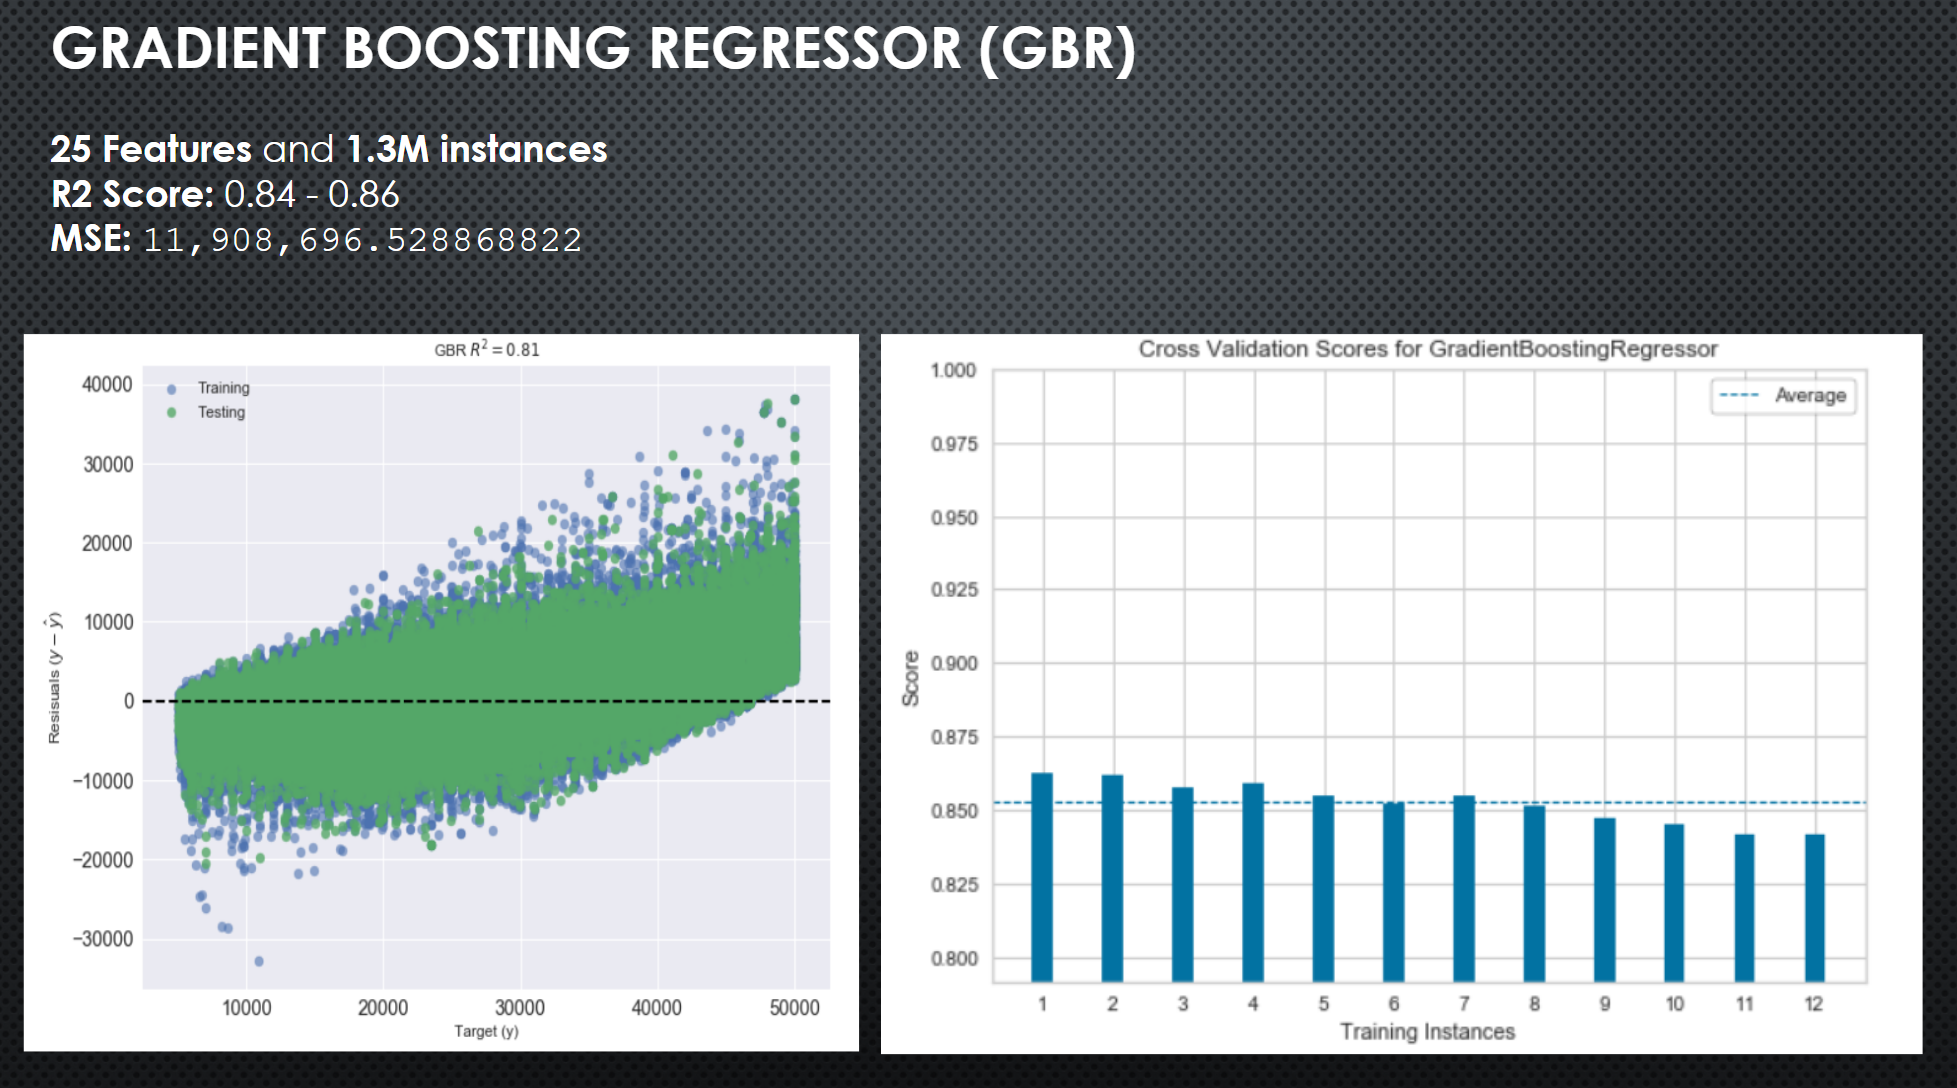 GRADIENT BOOSTING REGRESSOR (GBR)
25 Features and 1.3M instances
R2 Score: 0.84 - 0.86
MSE: 11,908,696.528868822
GBR R² = 0.81
Training
Testing
40000
30000
20000
10000
0
−10000
−20000
−30000
Resisuals (y − ŷ)
10000 20000 30000 40000 50000
Target (y)
Cross Validation Scores for GradientBoostingRegressor
Average
1.000
0.975
0.950
0.925
0.900
0.875
0.850
0.825
0.800
Score
1 2 3 4 5 6 7 8 9 10 11 12
Training Instances